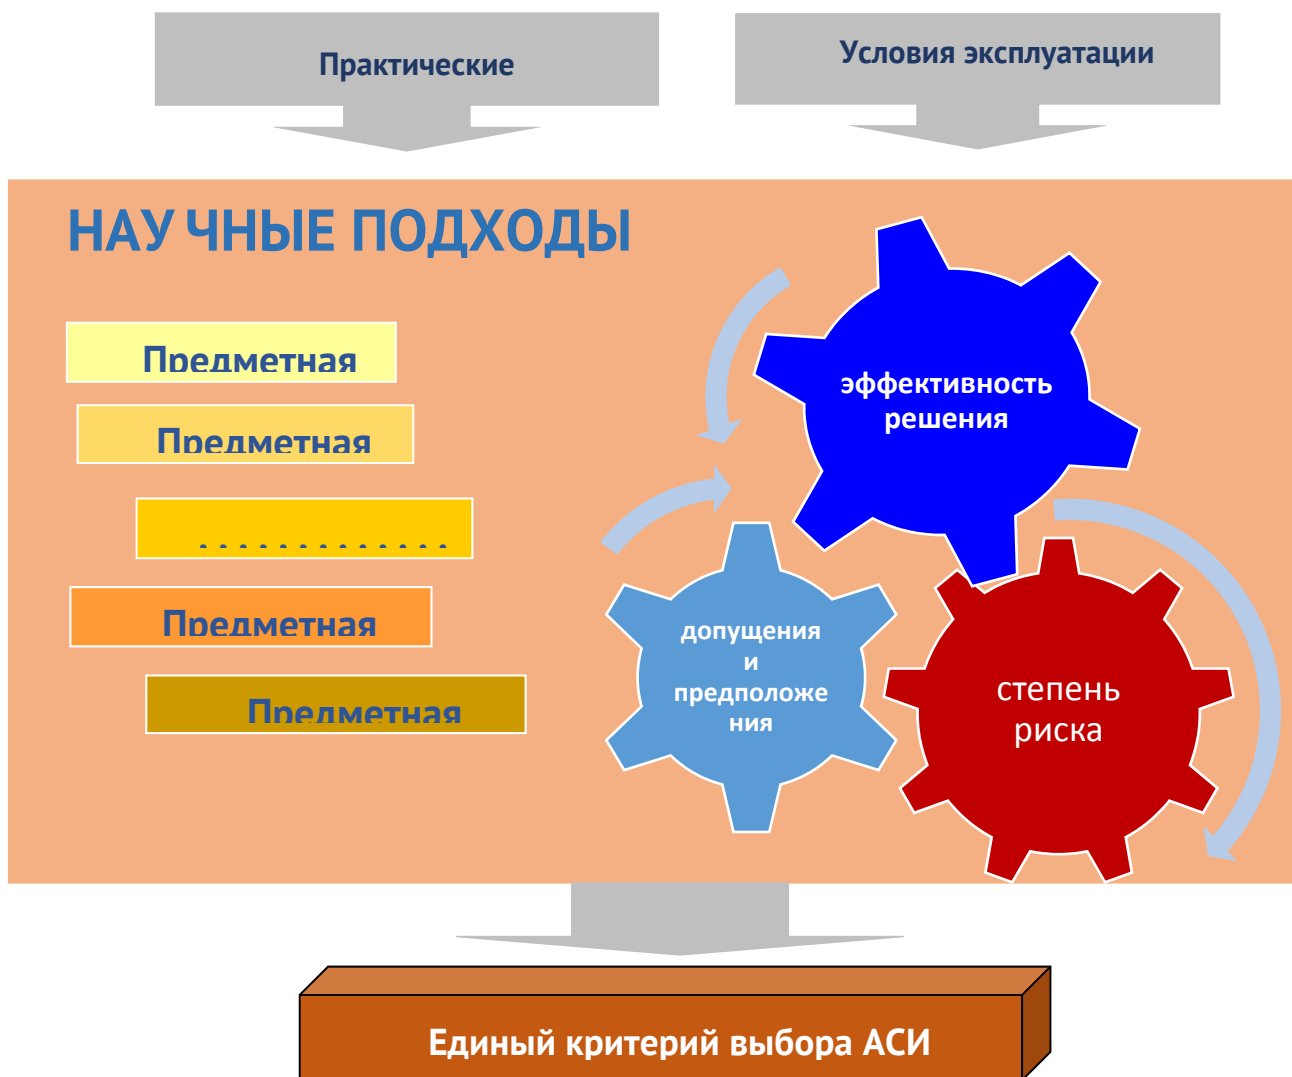 Практические
Условия эксплуатации
НАУ ЧНЫЕ ПОДХОДЫ
Предметная
Предметная
. . . . . . . . . . . . .
Предметная
Предметная
эффективность
решения
допущения
и
предположе
ния
степень
риска
Единый критерий выбора АСИ